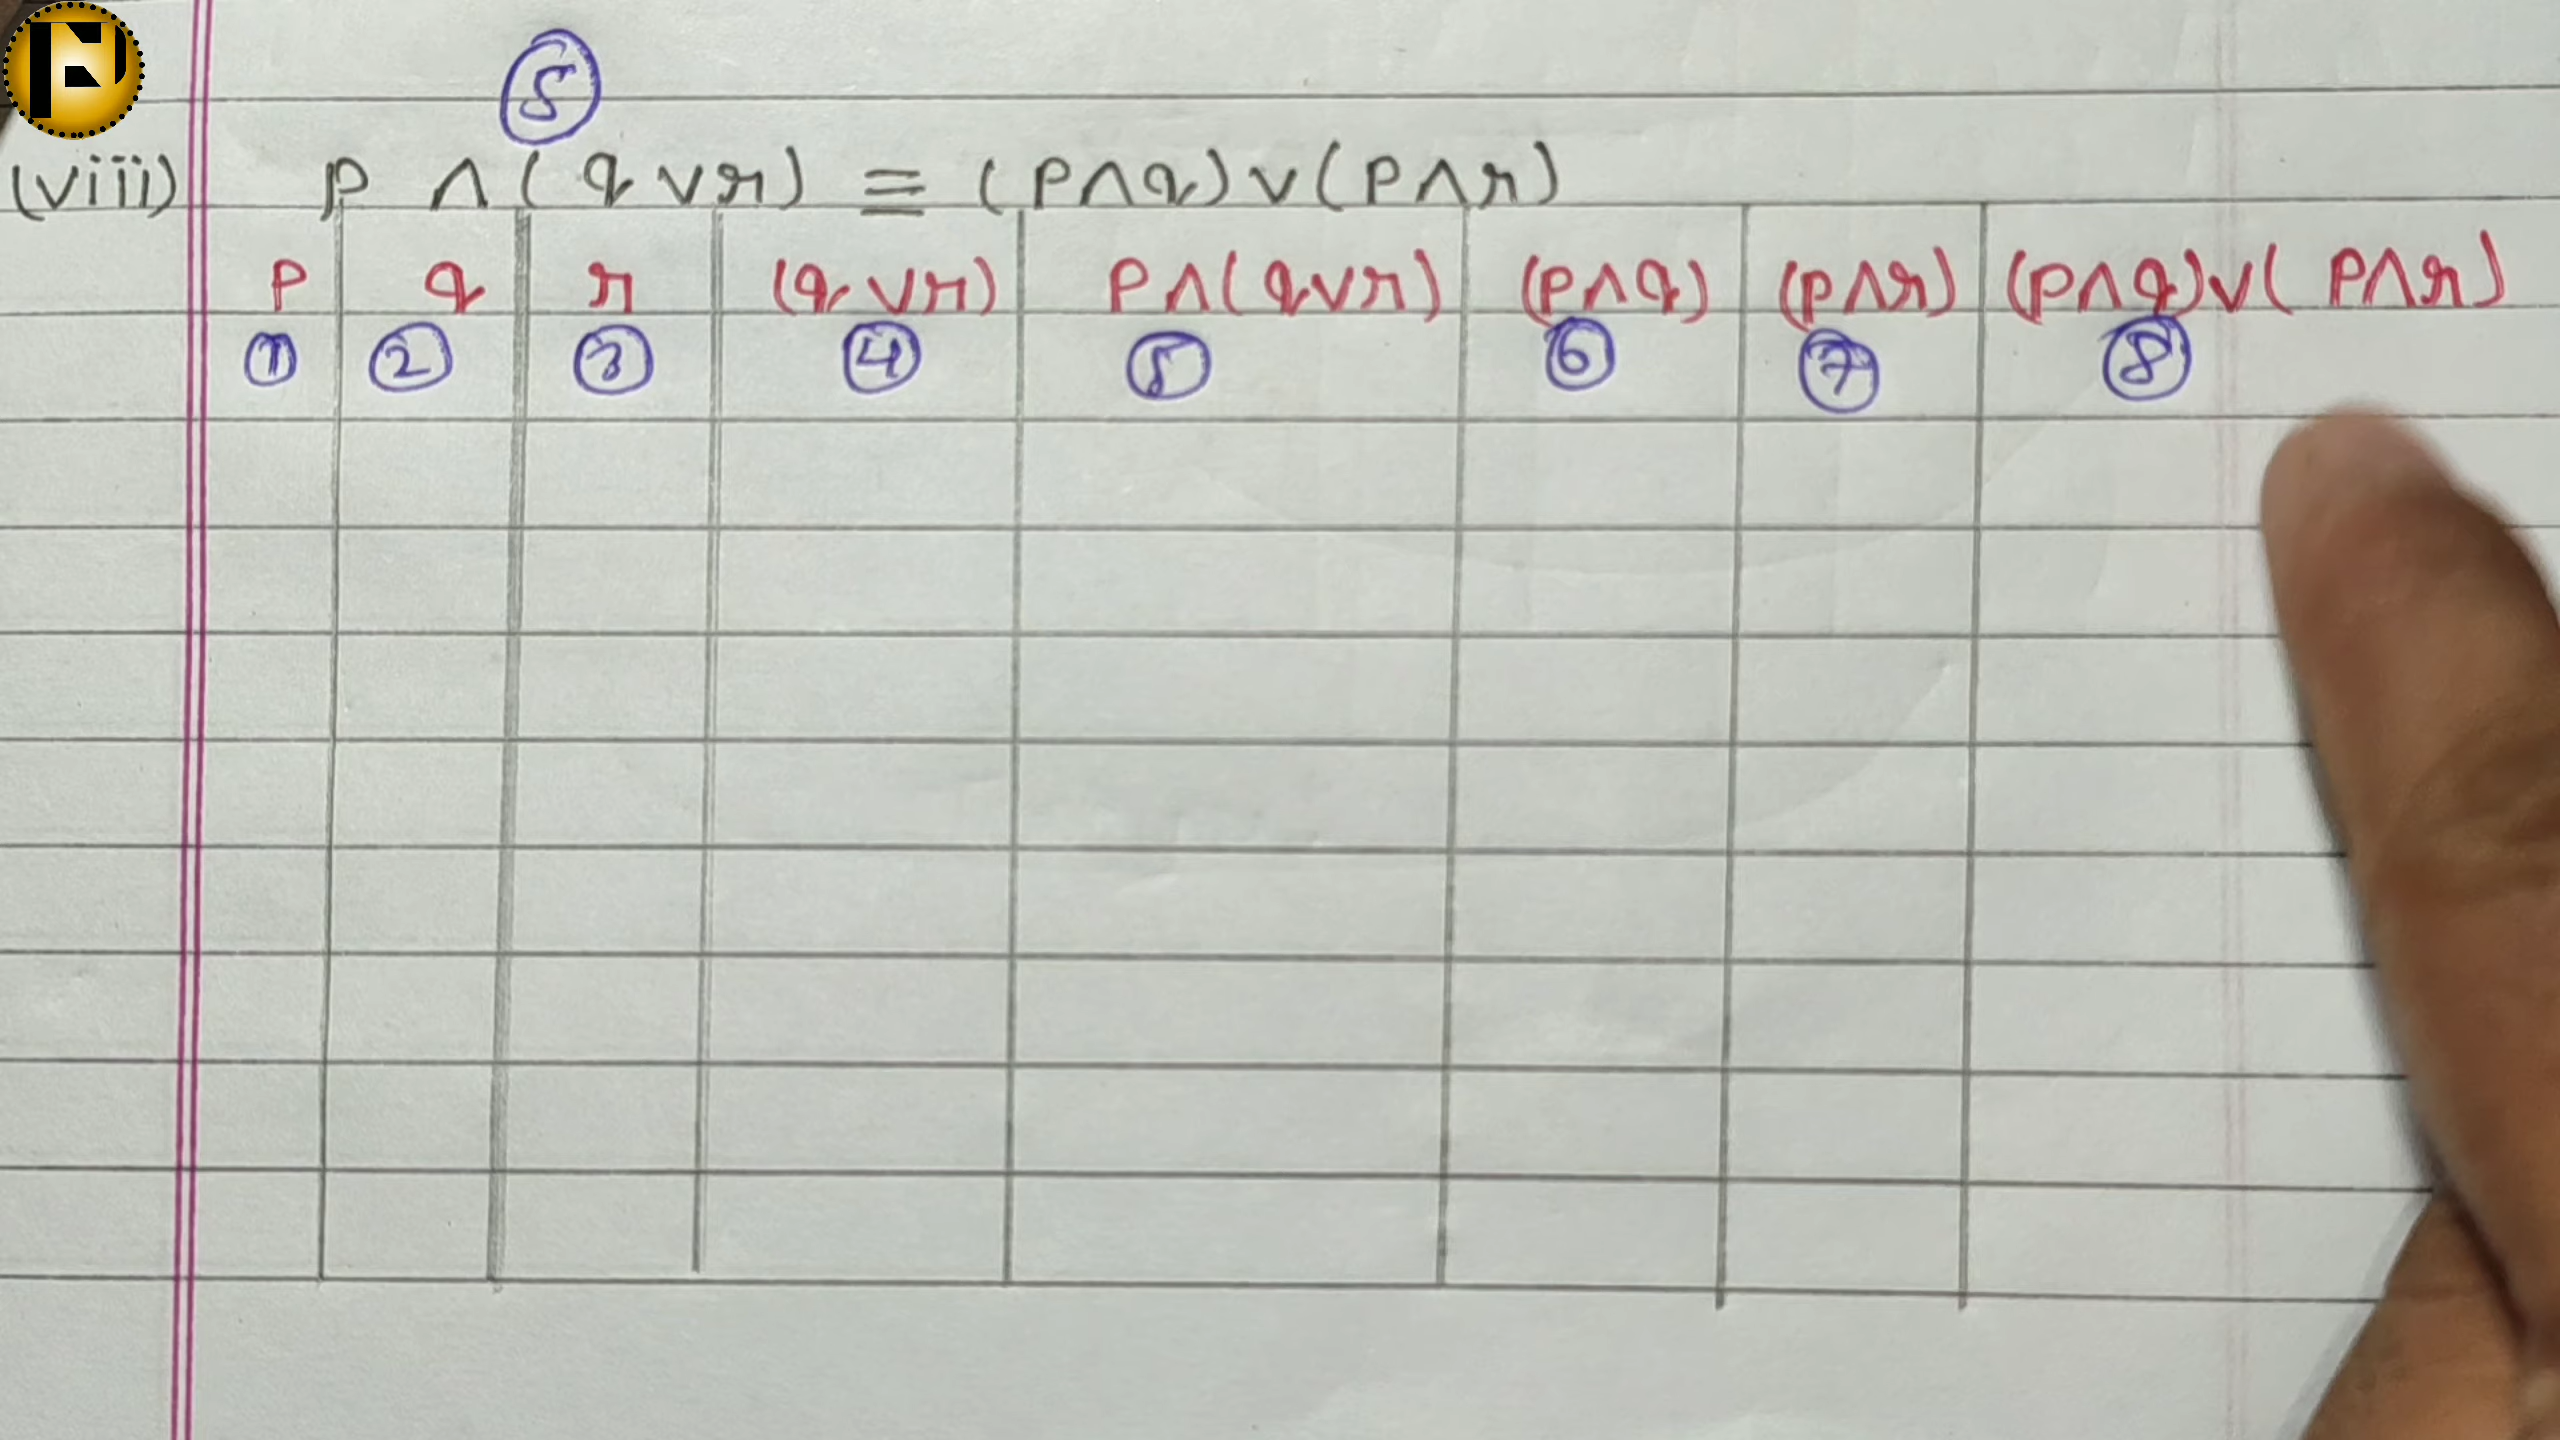 5
(viii) p ∧ ( q ∨ r ) ≡ ( p ∧ q ) ∨ ( p ∧ r )
p q r (q ∨ r) p ∧ ( q ∨ r ) (p ∧ q) (p ∧ r) (p ∧ q) ∨ ( p ∧ r )
1 2 3 4 5 6 7 8